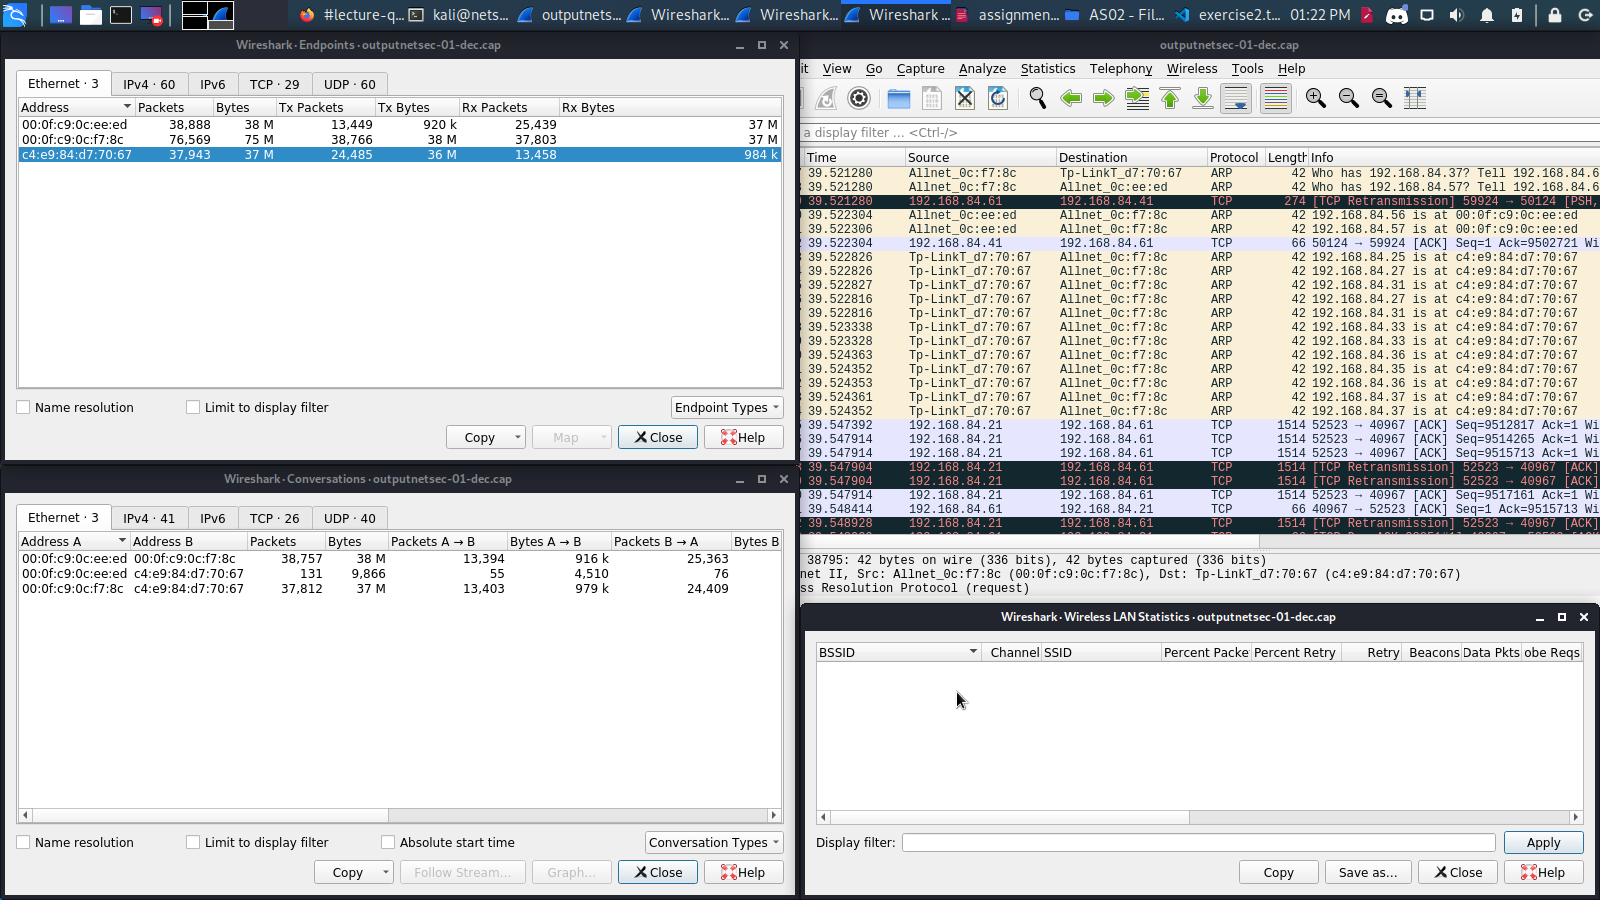 #lecture-q... kali@nets... outputnets... Wireshark... Wireshark... Wireshark ... assignmen... AS02 - Fil... exercise2.t... 01:22 PM
Wireshark · Endpoints · outputnetsec-01-dec.cap
Ethernet · 3 IPv4 · 60 IPv6 TCP · 29 UDP · 60
Address Packets Bytes Tx Packets Tx Bytes Rx Packets Rx Bytes
00:0f:c9:0c:ee:ed 38,888 38 M 13,449 920 k 25,439 37 M
00:0f:c9:0c:f7:8c 76,569 75 M 38,766 38 M 37,803 37 M
c4:e9:84:d7:70:67 37,943 37 M 24,485 36 M 13,458 984 k
Name resolution Limit to display filter Endpoint Types
Copy Map Close Help
Wireshark · Conversations · outputnetsec-01-dec.cap
Ethernet · 3 IPv4 · 41 IPv6 TCP · 26 UDP · 40
Address A Address B Packets Bytes Packets A → B Bytes A → B Packets B → A Bytes B
00:0f:c9:0c:ee:ed 00:0f:c9:0c:f7:8c 38,757 38 M 13,394 916 k 25,363
00:0f:c9:0c:ee:ed c4:e9:84:d7:70:67 131 9,866 55 4,510 76
00:0f:c9:0c:f7:8c c4:e9:84:d7:70:67 37,812 37 M 13,403 979 k 24,409
Name resolution Limit to display filter Absolute start time Conversation Types
Copy Follow Stream... Graph... Close Help
outputnetsec-01-dec.cap
it View Go Capture Analyze Statistics Telephony Wireless Tools Help
a display filter ... <Ctrl-/>
Time Source Destination Protocol Length Info
39.521280 Allnet_0c:f7:8c Tp-LinkT_d7:70:67 ARP 42 Who has 192.168.84.37? Tell 192.168.84.6
39.521280 Allnet_0c:f7:8c Allnet_0c:ee:ed ARP 42 Who has 192.168.84.57? Tell 192.168.84.6
39.521280 192.168.84.61 192.168.84.41 TCP 274 [TCP Retransmission] 59924 → 50124 [PSH,
39.522304 Allnet_0c:ee:ed Allnet_0c:f7:8c ARP 42 192.168.84.56 is at 00:0f:c9:0c:ee:ed
39.522306 Allnet_0c:ee:ed Allnet_0c:f7:8c ARP 42 192.168.84.57 is at 00:0f:c9:0c:ee:ed
39.522304 192.168.84.41 192.168.84.61 TCP 66 50124 → 59924 [ACK] Seq=1 Ack=9502721 Wi
39.522826 Tp-LinkT_d7:70:67 Allnet_0c:f7:8c ARP 42 192.168.84.25 is at c4:e9:84:d7:70:67
39.522826 Tp-LinkT_d7:70:67 Allnet_0c:f7:8c ARP 42 192.168.84.27 is at c4:e9:84:d7:70:67
39.522827 Tp-LinkT_d7:70:67 Allnet_0c:f7:8c ARP 42 192.168.84.31 is at c4:e9:84:d7:70:67
39.522816 Tp-LinkT_d7:70:67 Allnet_0c:f7:8c ARP 42 192.168.84.27 is at c4:e9:84:d7:70:67
39.522816 Tp-LinkT_d7:70:67 Allnet_0c:f7:8c ARP 42 192.168.84.31 is at c4:e9:84:d7:70:67
39.523338 Tp-LinkT_d7:70:67 Allnet_0c:f7:8c ARP 42 192.168.84.33 is at c4:e9:84:d7:70:67
39.523328 Tp-LinkT_d7:70:67 Allnet_0c:f7:8c ARP 42 192.168.84.33 is at c4:e9:84:d7:70:67
39.524363 Tp-LinkT_d7:70:67 Allnet_0c:f7:8c ARP 42 192.168.84.36 is at c4:e9:84:d7:70:67
39.524352 Tp-LinkT_d7:70:67 Allnet_0c:f7:8c ARP 42 192.168.84.35 is at c4:e9:84:d7:70:67
39.524353 Tp-LinkT_d7:70:67 Allnet_0c:f7:8c ARP 42 192.168.84.36 is at c4:e9:84:d7:70:67
39.524361 Tp-LinkT_d7:70:67 Allnet_0c:f7:8c ARP 42 192.168.84.37 is at c4:e9:84:d7:70:67
39.524352 Tp-LinkT_d7:70:67 Allnet_0c:f7:8c ARP 42 192.168.84.37 is at c4:e9:84:d7:70:67
39.547392 192.168.84.21 192.168.84.61 TCP 1514 52523 → 40967 [ACK] Seq=9512817 Ack=1 Wi
39.547914 192.168.84.21 192.168.84.61 TCP 1514 52523 → 40967 [ACK] Seq=9514265 Ack=1 Wi
39.547914 192.168.84.21 192.168.84.61 TCP 1514 52523 → 40967 [ACK] Seq=9515713 Ack=1 Wi
39.547904 192.168.84.21 192.168.84.61 TCP 1514 [TCP Retransmission] 52523 → 40967 [ACK]
39.547904 192.168.84.21 192.168.84.61 TCP 1514 [TCP Retransmission] 52523 → 40967 [ACK]
39.547914 192.168.84.21 192.168.84.61 TCP 1514 52523 → 40967 [ACK] Seq=9517161 Ack=1 Wi
39.548414 192.168.84.61 192.168.84.21 TCP 66 40967 → 52523 [ACK] Seq=1 Ack=9515713 Wi
39.548928 192.168.84.21 192.168.84.61 TCP 1514 [TCP Retransmission] 52523 → 40967 [ACK]
38795: 42 bytes on wire (336 bits), 42 bytes captured (336 bits)
net II, Src: Allnet_0c:f7:8c (00:0f:c9:0c:f7:8c), Dst: Tp-LinkT_d7:70:67 (c4:e9:84:d7:70:67)
ss Resolution Protocol (request)
Wireshark · Wireless LAN Statistics · outputnetsec-01-dec.cap
BSSID Channel SSID Percent Packe Percent Retry Retry Beacons Data Pkts obe Reqs
Display filter: Apply
Copy Save as... Close Help